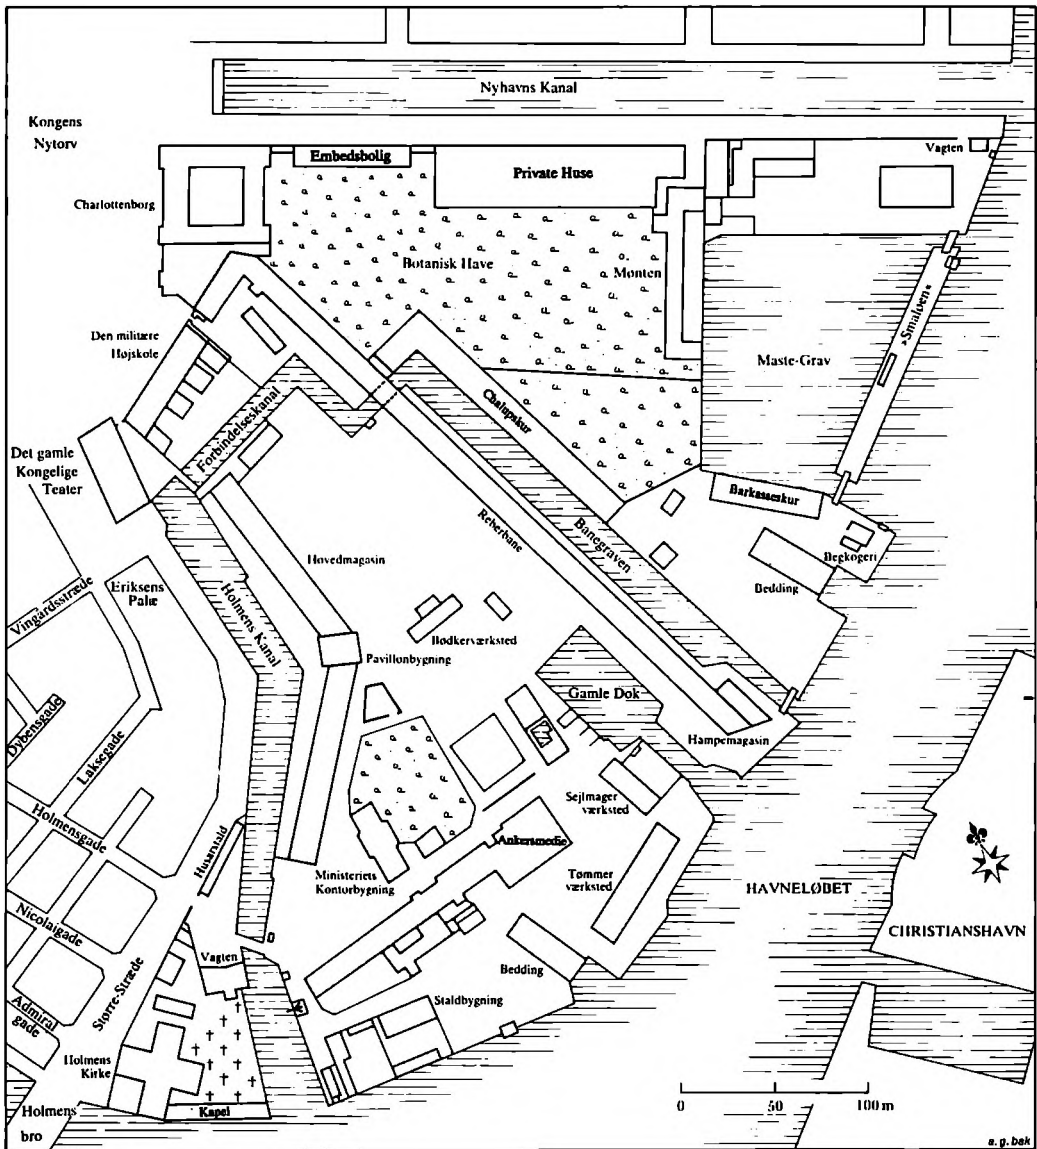 Nyhavns Kanal
Kongens
Nytorv
Embedsbolig
Private Huse
Vagten
Charlottenborg
Botanisk Have
Mønten
»Smaløen«
Den militære
Højskole
Maste-Grav
Forbindelseskanal
Chalupskur
Det gamle
Kongelige
Teater
Barkasseskur
Reberbane
Banegraven
Begkogeri
Bedding
Hovedmagasin
Eriksens
Palæ
Vingårdsstræde
Holmens Kanal
Bødkerværksted
Pavillonbygning
Gamle Dok
Dybensgade
Laksegade
Hampemagasin
Holmensgade
Sejlmager
værksted
Husarstald
Ankersmedie
Ministeriets
Kontorbygning
Tømmer
værksted
HAVNELØBET
CHRISTIANSHAVN
Nicolaigade
Større-Stræde
Vagten
Bedding
Staldbygning
Admiral
gade
Holmens
Kirke
Kapel
Holmens
bro
0 50 100 m
a.g.bak